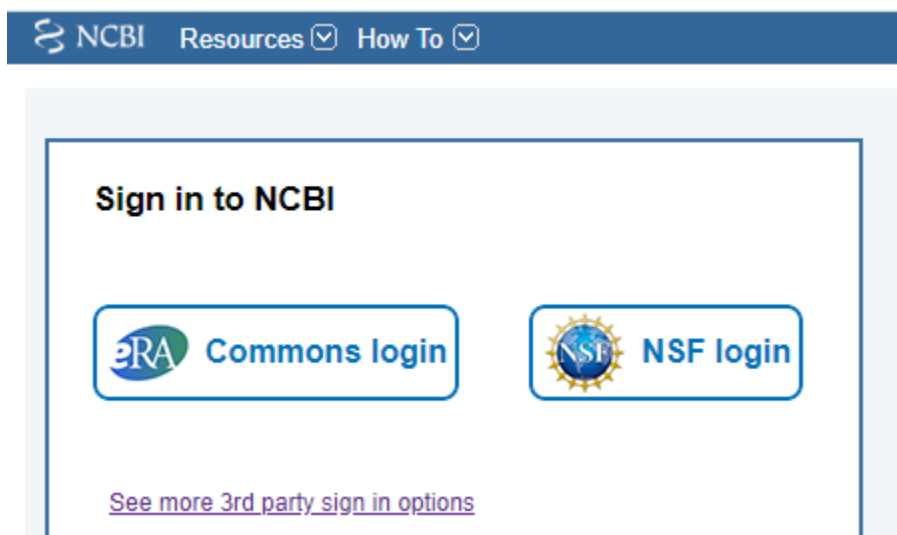 NCBI Resources How To
Sign in to NCBI
eRA Commons login NSF NSF login
See more 3rd party sign in options